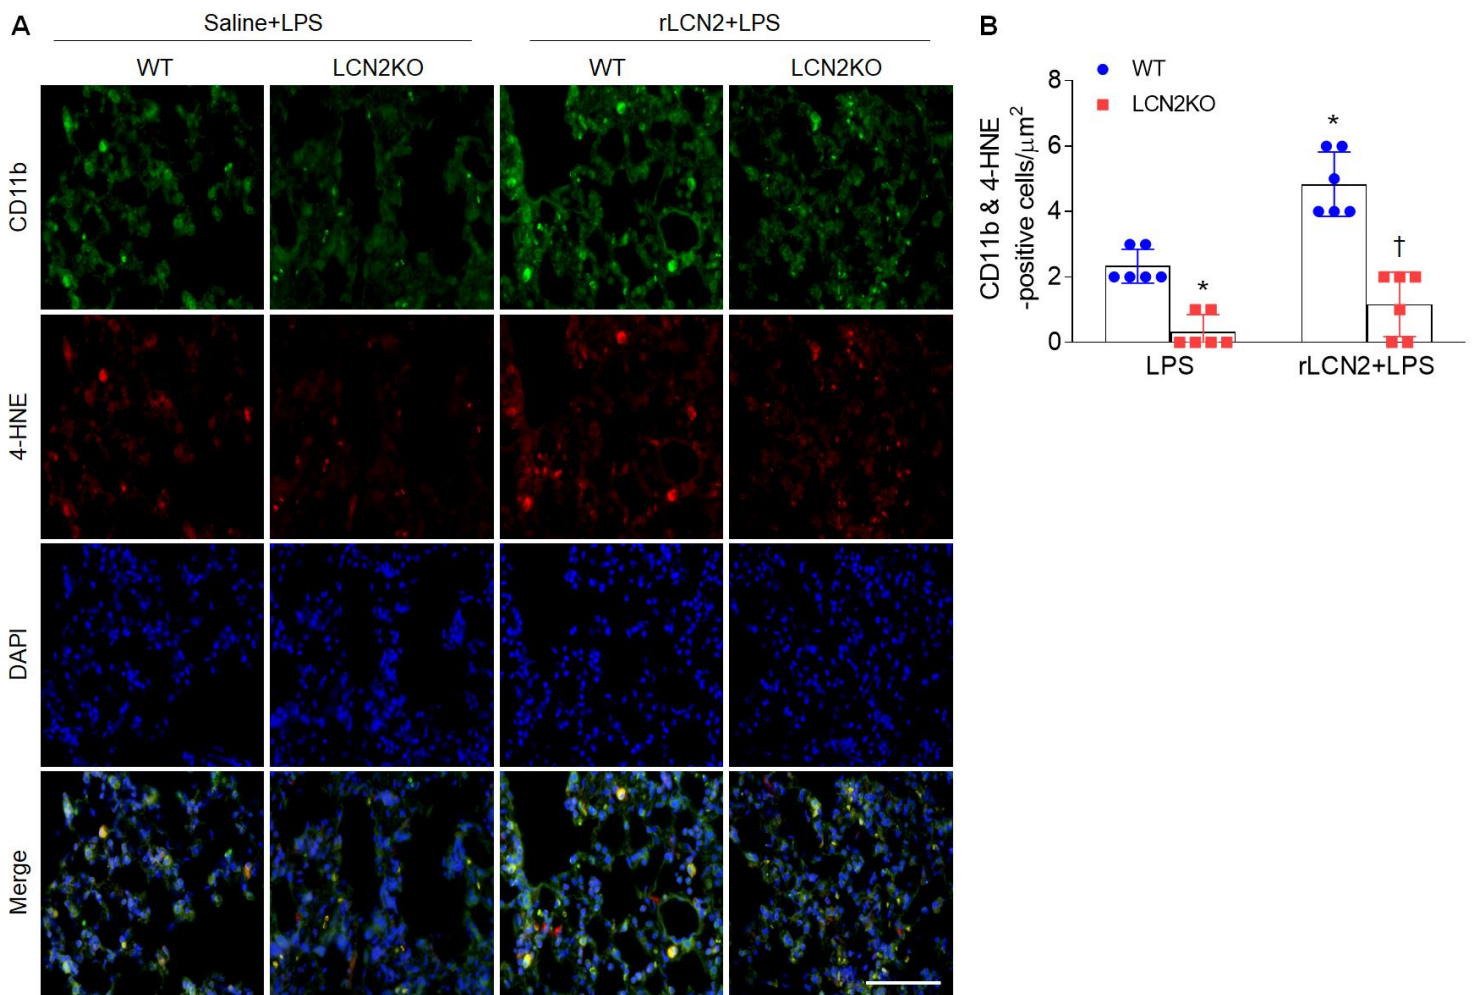 A
Saline+LPS
rLCN2+LPS
WT
LCN2KO
WT
LCN2KO
CD11b
4-HNE
DAPI
Merge
B
WT
LCN2KO
CD11b & 4-HNE
-positive cells/μm²
8
6
4
2
0
*
*
†
LPS
rLCN2+LPS